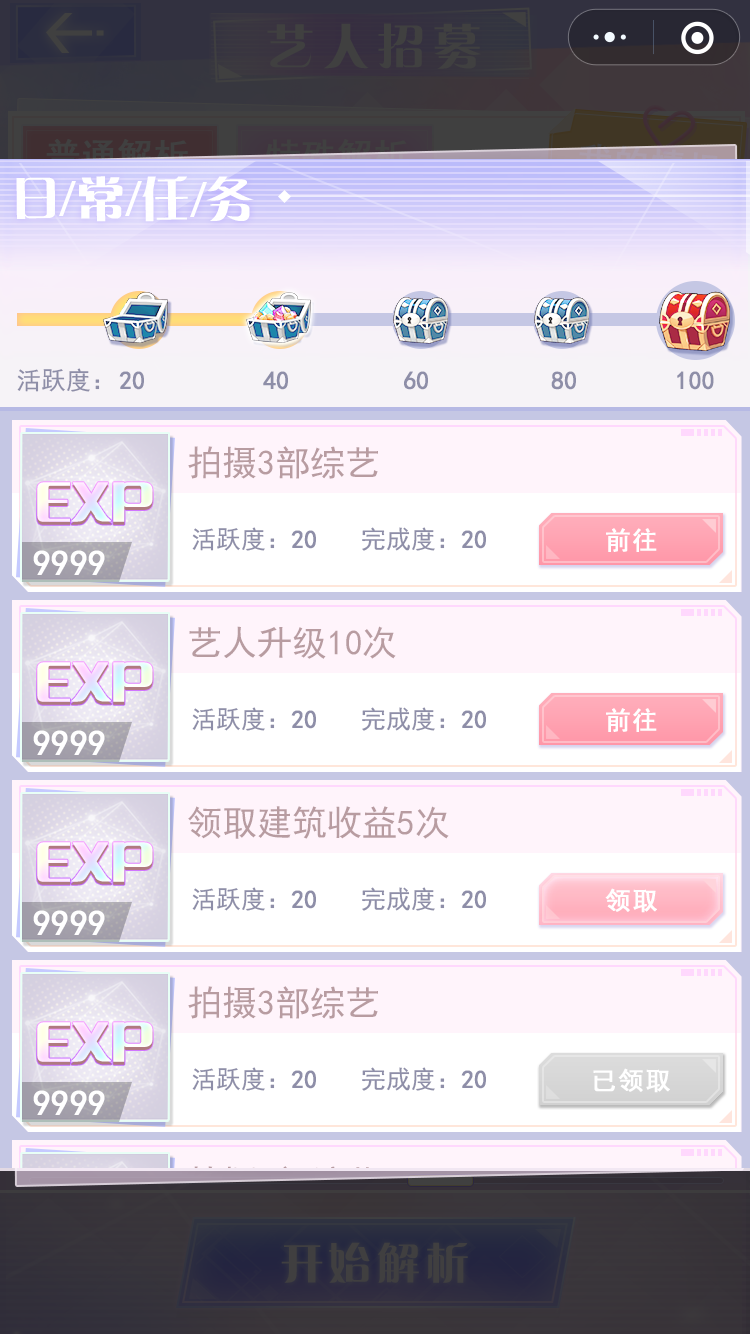 艺人招募
普通解析 特殊解析
日/常/任/务
活跃度： 20 40 60 80 100
拍摄3部综艺
EXP
9999
活跃度：20 完成度：20 前往
艺人升级10次
EXP
9999
活跃度：20 完成度：20 前往
领取建筑收益5次
EXP
9999
活跃度：20 完成度：20 领取
拍摄3部综艺
EXP
9999
活跃度：20 完成度：20 已领取
开始解析